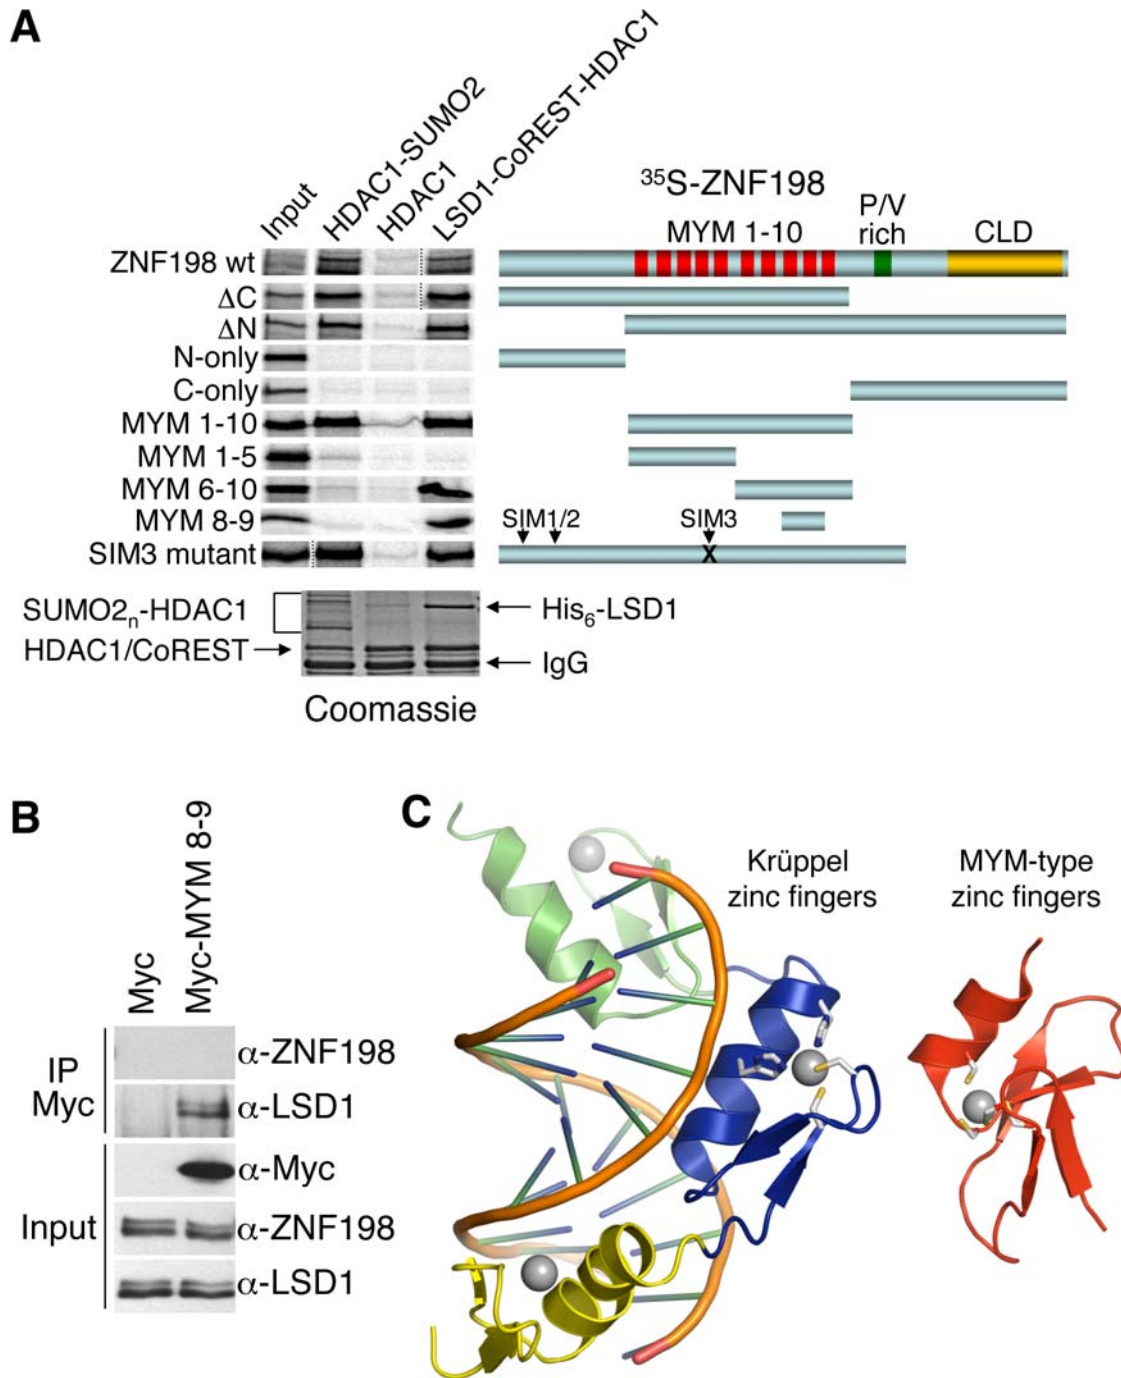 A
Input
HDAC1-SUMO2
HDAC1
LSD1-CoREST-HDAC1
³⁵S-ZNF198
P/V
rich
MYM 1-10
CLD
ZNF198 wt
ΔC
ΔN
N-only
C-only
MYM 1-10
MYM 1-5
MYM 6-10
MYM 8-9
SIM1/2
SIM3
SIM3 mutant
X
SUMO2ₙ-HDAC1
His₆-LSD1
HDAC1/CoREST
IgG
Coomassie
B
Myc
Myc-MYM 8-9
IP
Myc
α-ZNF198
α-LSD1
α-Myc
Input
α-ZNF198
α-LSD1
C
Krüppel
zinc fingers
MYM-type
zinc fingers